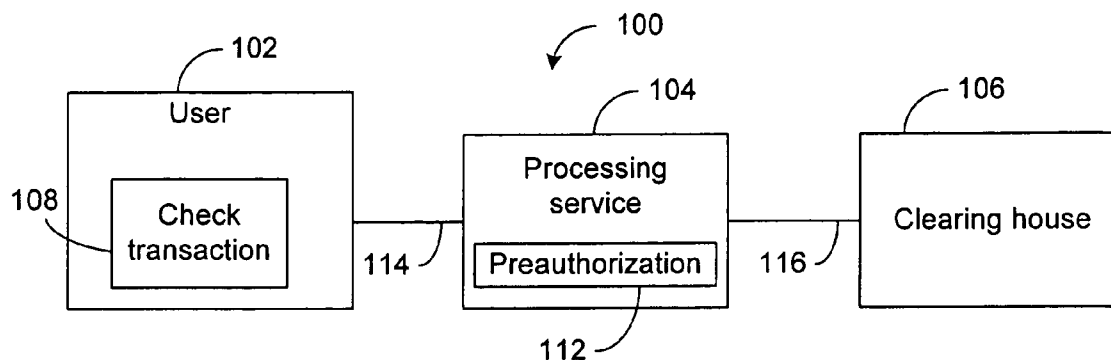 100
102
104
106
User
Processing
service
Clearing house
108
Check
transaction
114
Preauthorization
116
112